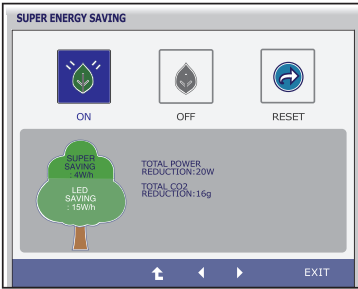 SUPER ENERGY SAVING
ON
OFF
RESET
SUPER
SAVING
: 4W/h
LED
SAVING
: 15W/h
TOTAL POWER
REDUCTION:20W
TOTAL CO2
REDUCTION:16g
EXIT